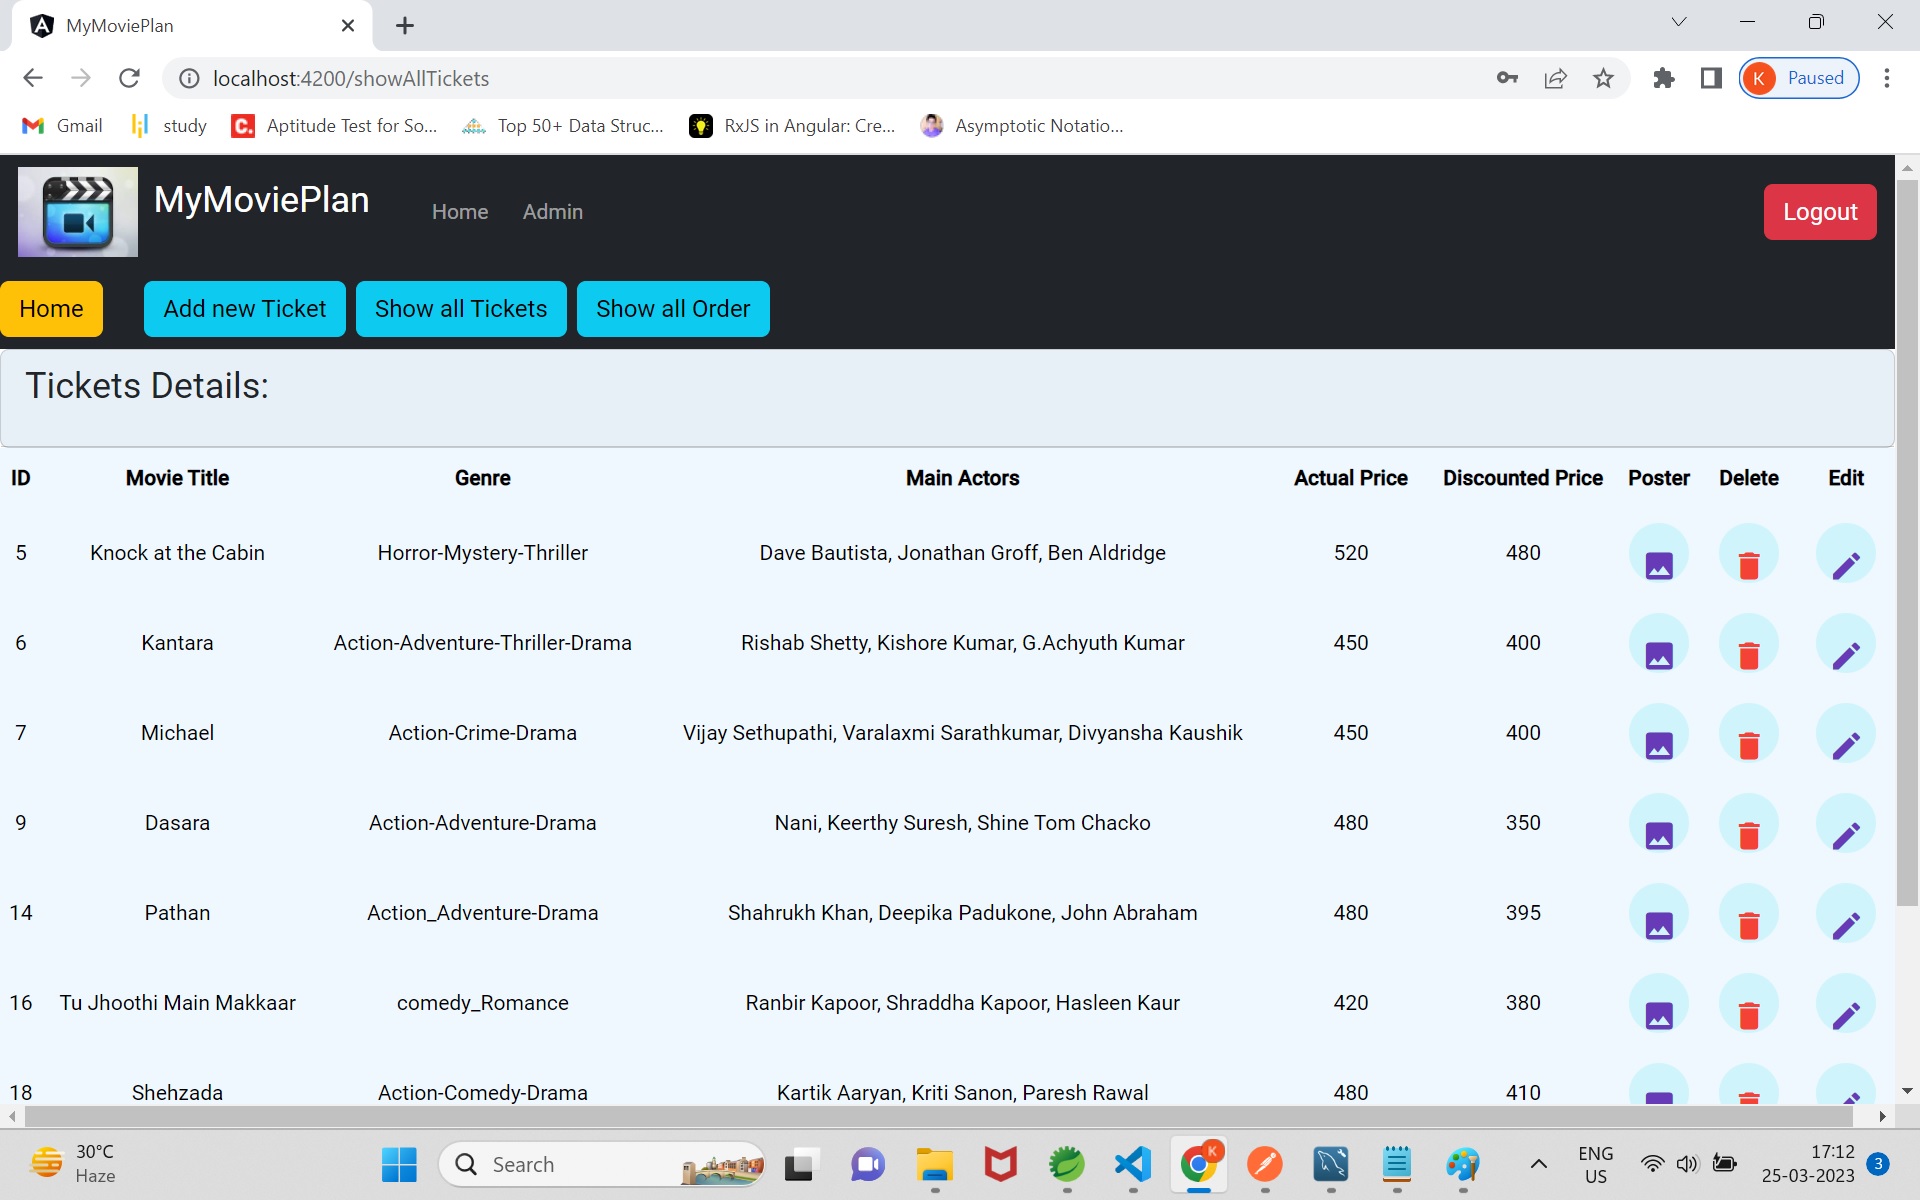 MyMoviePlan
localhost:4200/showAllTickets
K Paused
Gmail study Aptitude Test for So... Top 50+ Data Struc... RxJS in Angular: Cre... Asymptotic Notatio...
MyMoviePlan Home Admin Logout
Home Add new Ticket Show all Tickets Show all Order
Tickets Details:
ID Movie Title Genre Main Actors Actual Price Discounted Price Poster Delete Edit
5 Knock at the Cabin Horror-Mystery-Thriller Dave Bautista, Jonathan Groff, Ben Aldridge 520 480
6 Kantara Action-Adventure-Thriller-Drama Rishab Shetty, Kishore Kumar, G.Achyuth Kumar 450 400
7 Michael Action-Crime-Drama Vijay Sethupathi, Varalaxmi Sarathkumar, Divyansha Kaushik 450 400
9 Dasara Action-Adventure-Drama Nani, Keerthy Suresh, Shine Tom Chacko 480 350
14 Pathan Action_Adventure-Drama Shahrukh Khan, Deepika Padukone, John Abraham 480 395
16 Tu Jhoothi Main Makkaar comedy_Romance Ranbir Kapoor, Shraddha Kapoor, Hasleen Kaur 420 380
18 Shehzada Action-Comedy-Drama Kartik Aaryan, Kriti Sanon, Paresh Rawal 480 410
30°C
Haze
Search
K
ENG
US
17:12
25-03-2023
3